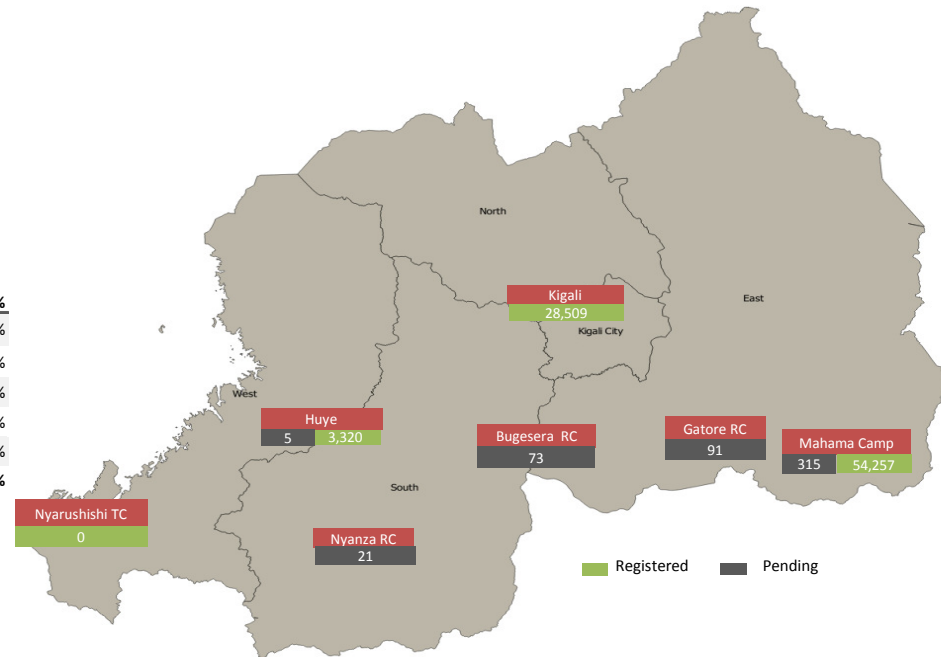 North
%
Kigali
East
28,509
%
Kigali City
%
%
West
Huye
%
5 3,320
Bugesera RC
73
Gatore RC
91
Mahama Camp
315 54,257
%
%
South
Nyarushishi TC
0
Nyanza RC
21
Registered Pending